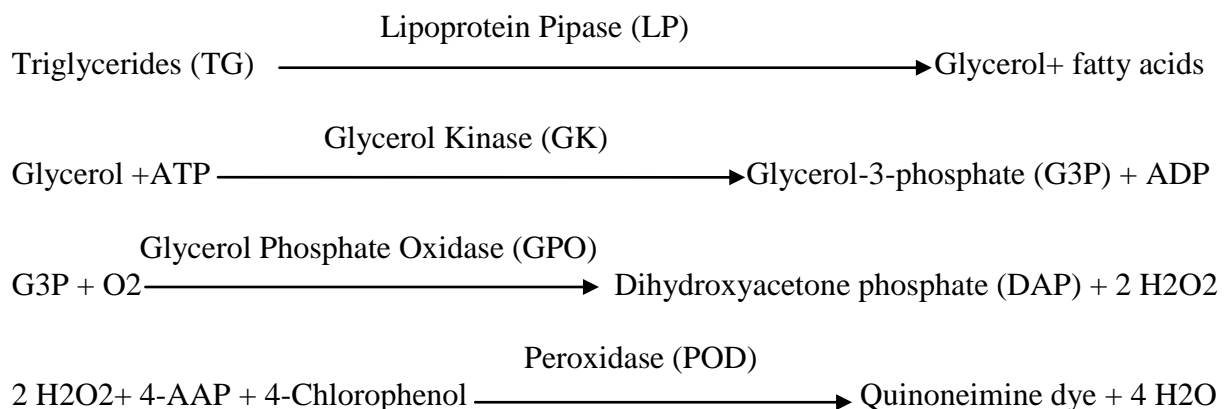 Lipoprotein Pipase (LP)
Triglycerides (TG) Glycerol+ fatty acids
Glycerol Kinase (GK)
Glycerol +ATP Glycerol-3-phosphate (G3P) + ADP
Glycerol Phosphate Oxidase (GPO)
G3P + O2 Dihydroxyacetone phosphate (DAP) + 2 H2O2
Peroxidase (POD)
2 H2O2+ 4-AAP + 4-Chlorophenol Quinoneimine dye + 4 H2O